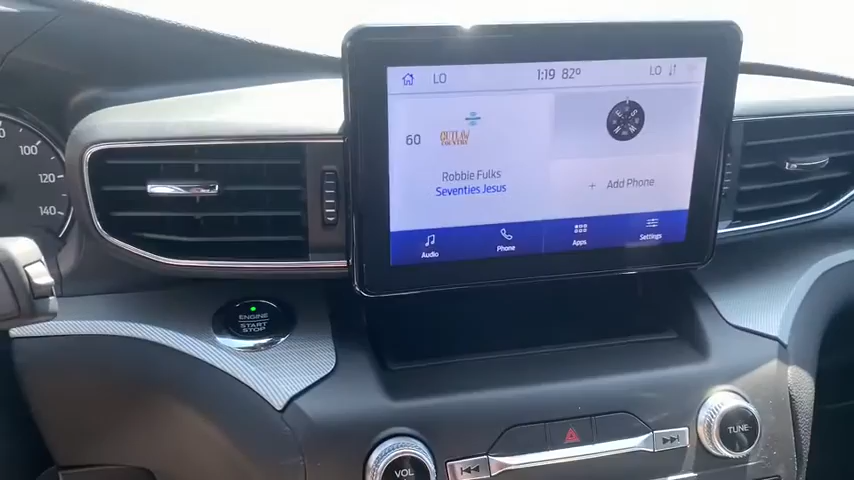 LO 1:19 82° LO
60 OUTLAW COUNTRY
Robbie Fulks
Seventies Jesus
+ Add Phone
Audio Phone Apps Settings
100
120
140
ENGINE
START
STOP
VOL
TUNE